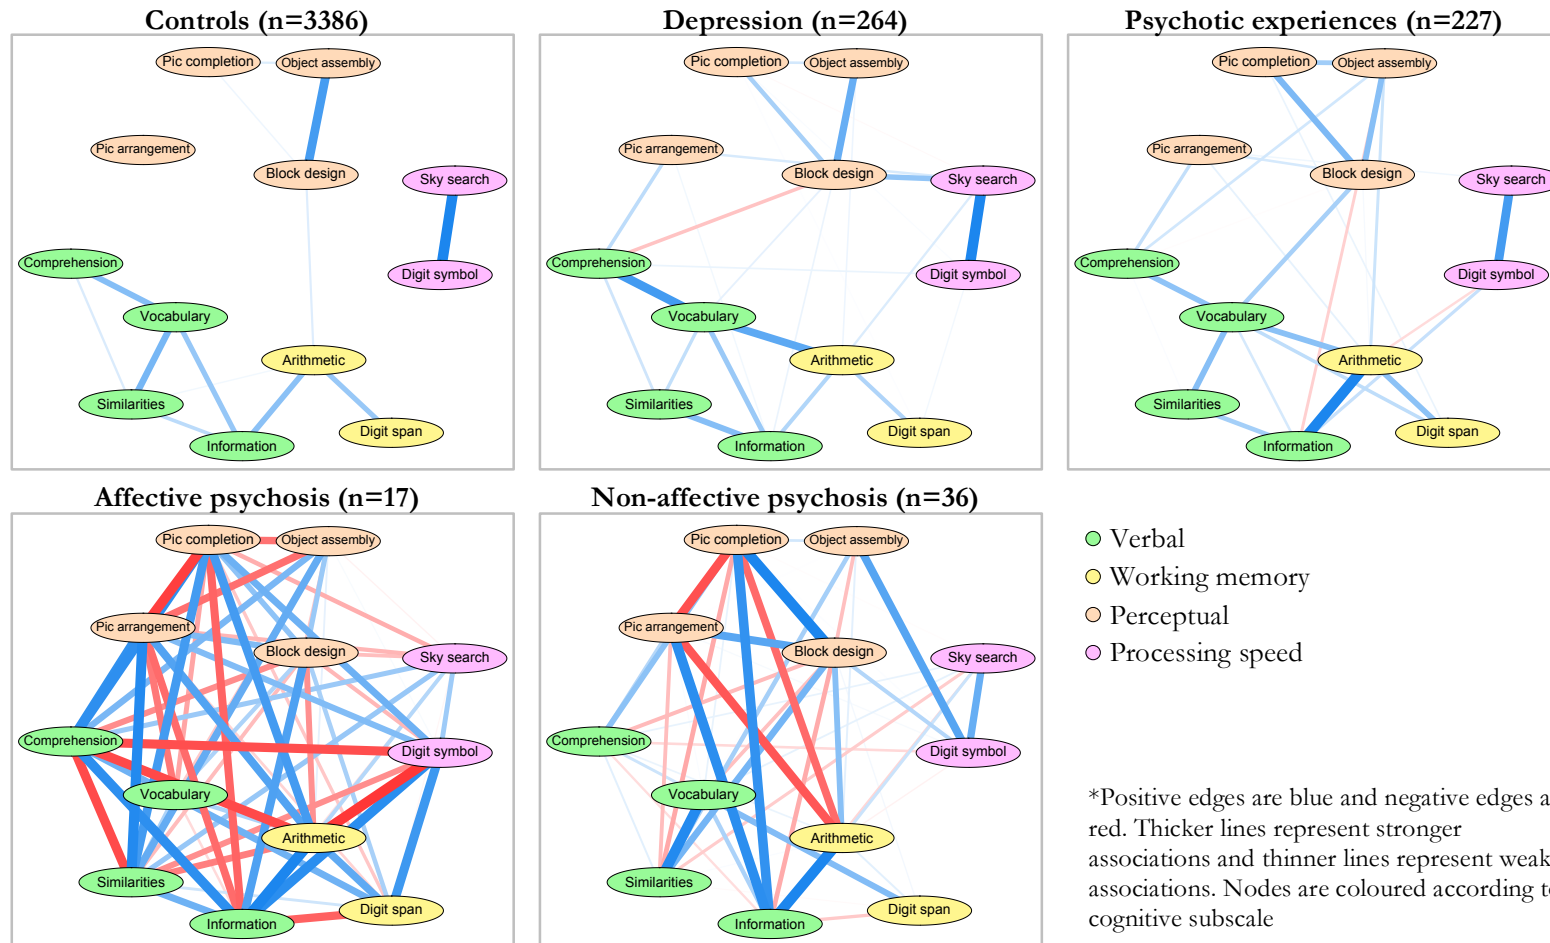 Controls (n=3386)
Pic completion
Object assembly
Pic arrangement
Block design
Sky search
Comprehension
Digit symbol
Vocabulary
Arithmetic
Similarities
Information
Digit span
Depression (n=264)
Pic completion
Object assembly
Pic arrangement
Block design
Sky search
Comprehension
Digit symbol
Vocabulary
Arithmetic
Similarities
Information
Digit span
Psychotic experiences (n=227)
Pic completion
Object assembly
Pic arrangement
Block design
Sky search
Comprehension
Digit symbol
Vocabulary
Arithmetic
Similarities
Information
Digit span
Affective psychosis (n=17)
Pic completion
Object assembly
Pic arrangement
Block design
Sky search
Comprehension
Digit symbol
Vocabulary
Arithmetic
Similarities
Information
Digit span
Non-affective psychosis (n=36)
Pic completion
Object assembly
Pic arrangement
Block design
Sky search
Comprehension
Digit symbol
Vocabulary
Arithmetic
Similarities
Information
Digit span
Verbal
Working memory
Perceptual
Processing speed
*Positive edges are blue and negative edges a
red. Thicker lines represent stronger
associations and thinner lines represent weak
associations. Nodes are coloured according t
cognitive subscale